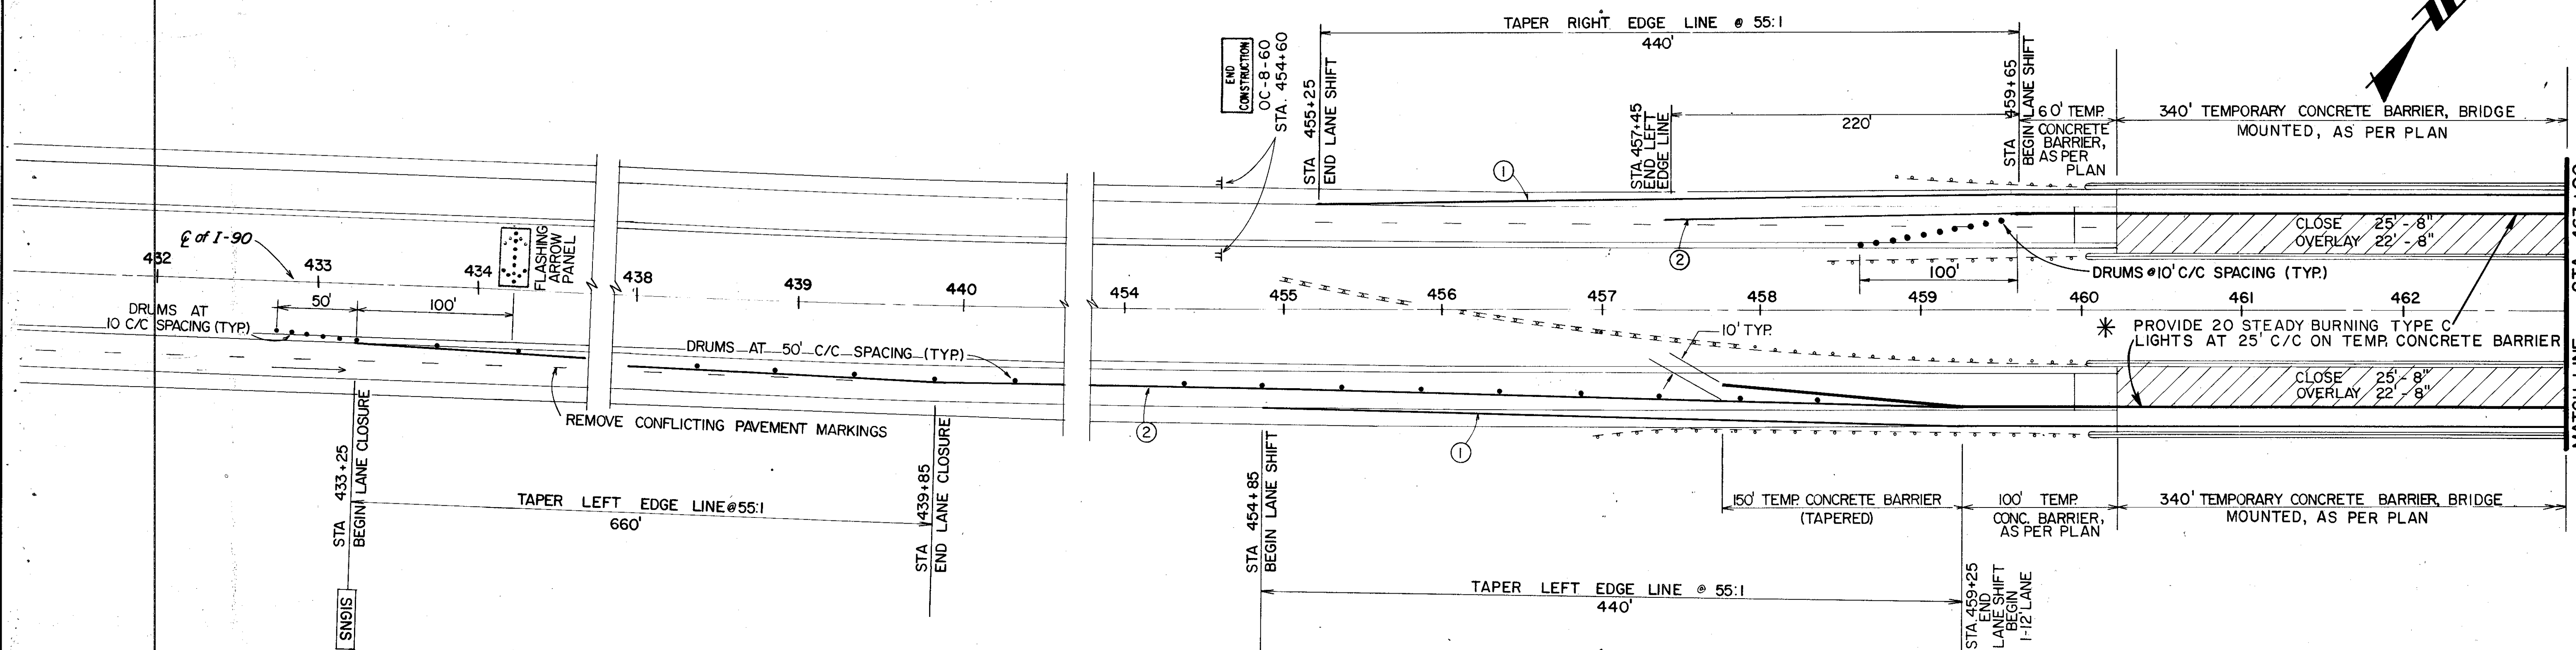 TAPER RIGHT EDGE LINE @ 55:1
440'
END
CONSTRUCTION
OC-8-60
STA. 454+60
STA 455+25
END LANE SHIFT
STA. 457+45
END LEFT
EDGE LINE
220'
STA 459+65
BEGIN LANE SHIFT
60' TEMP.
CONCRETE
BARRIER,
AS PER
PLAN
340' TEMPORARY CONCRETE BARRIER, BRIDGE
MOUNTED, AS PER PLAN
1
2
CLOSE 25'-8"
OVERLAY 22'-8"
100'
DRUMS @ 10' C/C SPACING (TYP.)
℄ of I-90
432
433
434
FLASHING
ARROW
PANEL
438
439
440
454
455
456
457
458
459
460
461
462
50'
100'
DRUMS AT
10 C/C SPACING (TYP.)
DRUMS AT 50' C/C SPACING (TYP.)
10' TYP.
* PROVIDE 20 STEADY BURNING TYPE C
LIGHTS AT 25' C/C ON TEMP. CONCRETE BARRIER
CLOSE 25'-8"
OVERLAY 22'-8"
REMOVE CONFLICTING PAVEMENT MARKINGS
2
1
STA 433+25
BEGIN LANE CLOSURE
TAPER LEFT EDGE LINE @ 55:1
660'
STA 439+85
END LANE CLOSURE
STA 454+85
BEGIN LANE SHIFT
150' TEMP. CONCRETE BARRIER
(TAPERED)
100' TEMP.
CONC. BARRIER,
AS PER PLAN
340' TEMPORARY CONCRETE BARRIER, BRIDGE
MOUNTED, AS PER PLAN
TAPER LEFT EDGE LINE @ 55:1
440'
STA. 459+25
END
LANE SHIFT
BEGIN
1-12' LANE
SIGNS
MATCH LINE